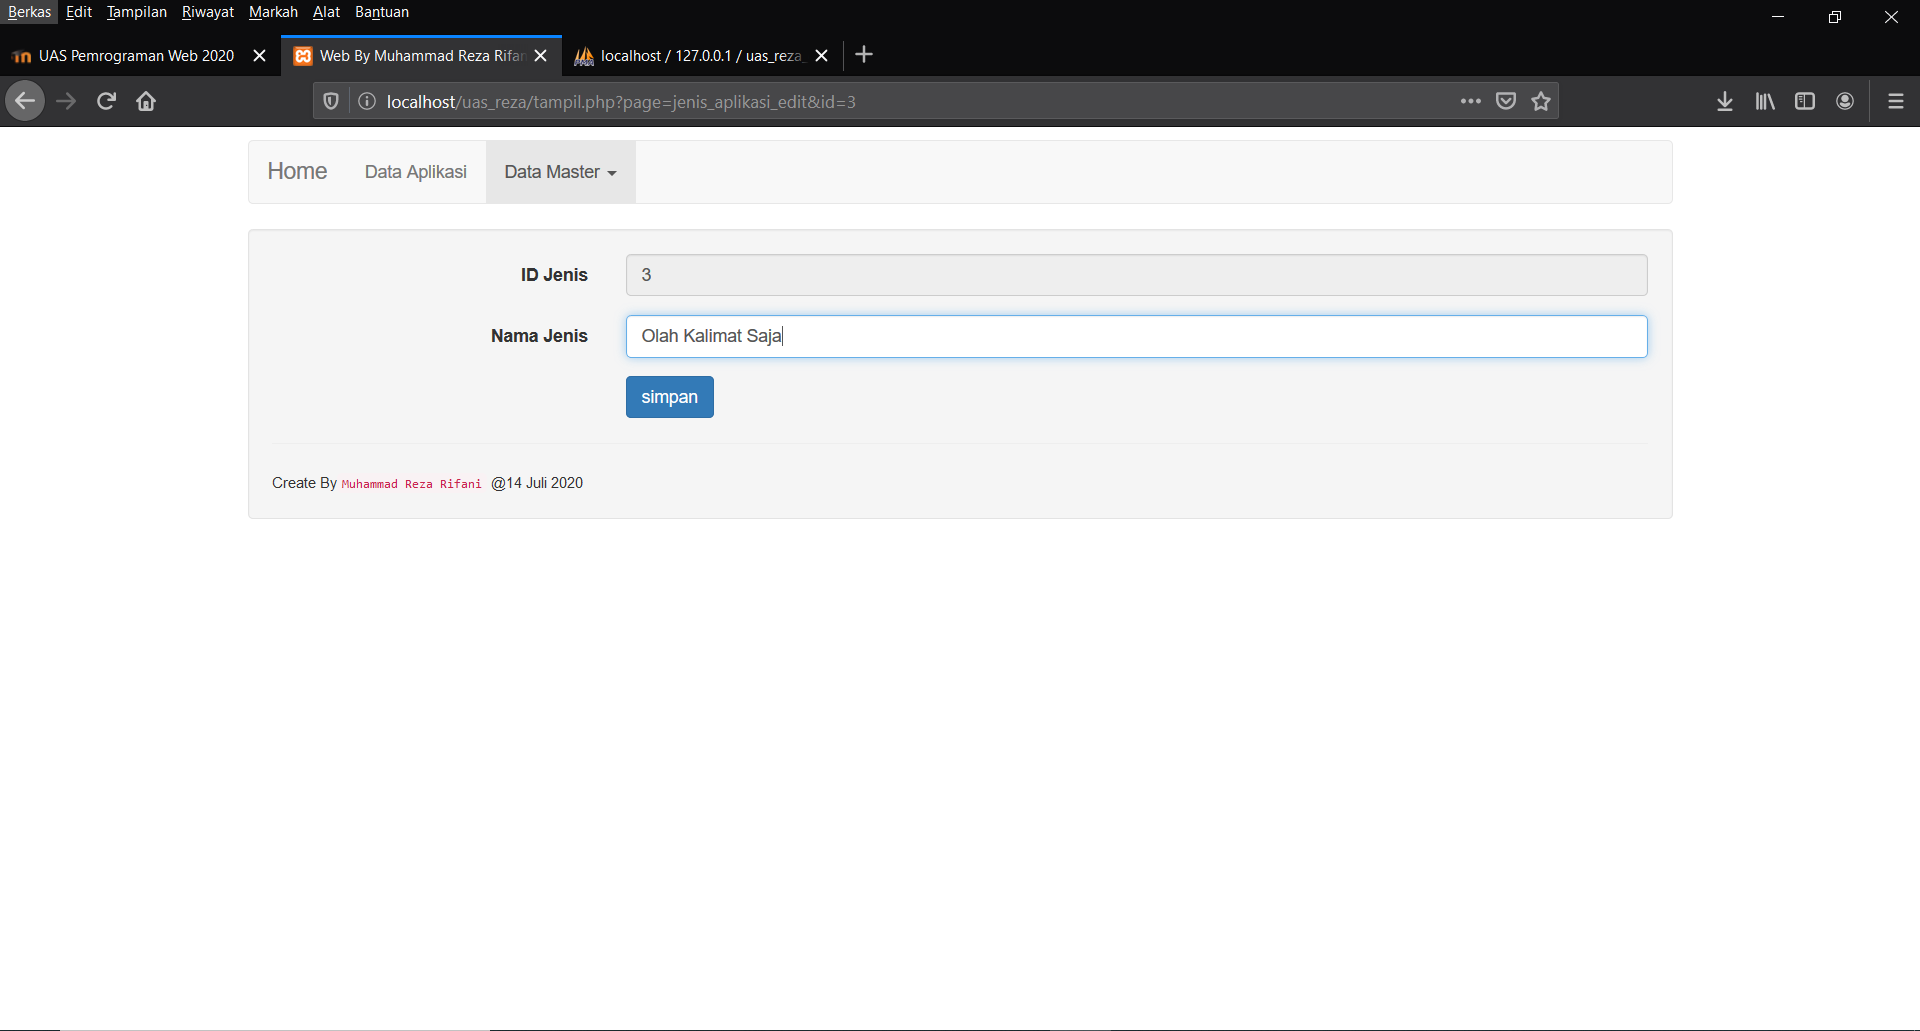 Berkas Edit Tampilan Riwayat Markah Alat Bantuan
UAS Pemrograman Web 2020 Web By Muhammad Reza Rifan localhost / 127.0.0.1 / uas_reza_
localhost/uas_reza/tampil.php?page=jenis_aplikasi_edit&id=3
Home Data Aplikasi Data Master
ID Jenis 3
Nama Jenis Olah Kalimat Saja
simpan
Create By Muhammad Reza Rifani @14 Juli 2020